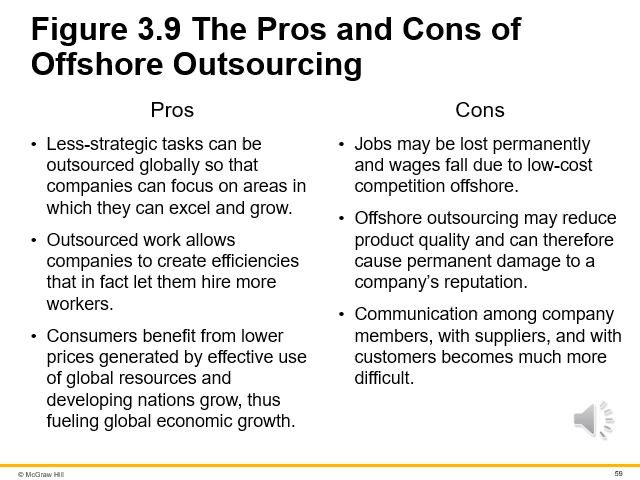 Figure 3.9 The Pros and Cons of
Offshore Outsourcing
Pros
• Less-strategic tasks can be
outsourced globally so that
companies can focus on areas in
which they can excel and grow.
• Outsourced work allows
companies to create efficiencies
that in fact let them hire more
workers.
• Consumers benefit from lower
prices generated by effective use
of global resources and
developing nations grow, thus
fueling global economic growth.
Cons
• Jobs may be lost permanently
and wages fall due to low-cost
competition offshore.
• Offshore outsourcing may reduce
product quality and can therefore
cause permanent damage to a
company’s reputation.
• Communication among company
members, with suppliers, and with
customers becomes much more
difficult.
© McGraw Hill
59